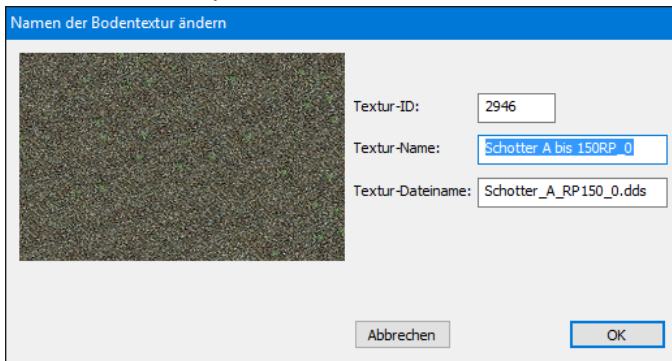 Namen der Bodentextur ändern
Textur-ID: 2946
Textur-Name: Schotter A bis 150RP_0
Textur-Dateiname: Schotter_A_RP150_0.dds
Abbrechen OK